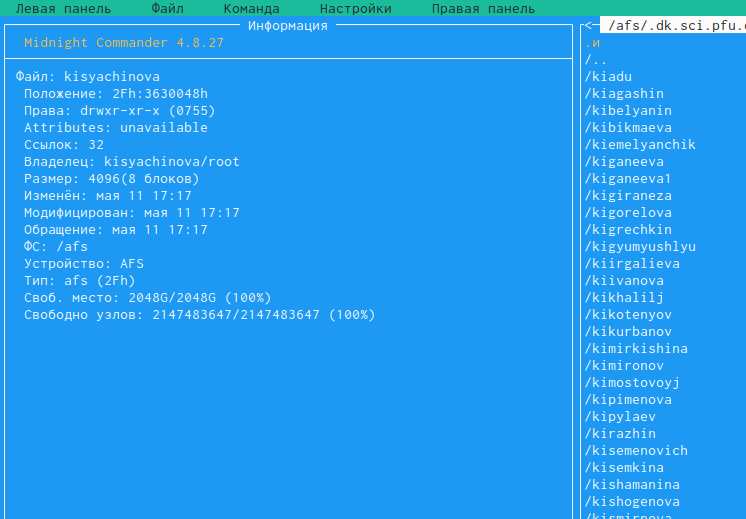 Левая панель Файл Команда Настройки Правая панель
Информация
Midnight Commander 4.8.27
Файл: kisyachinova
Положение: 2Fh:3630048h
Права: drwxr-xr-x (0755)
Attributes: unavailable
Ссылок: 32
Владелец: kisyachinova/root
Размер: 4096(8 блоков)
Изменён: мая 11 17:17
Модифицирован: мая 11 17:17
Обращение: мая 11 17:17
ФС: /afs
Устройство: AFS
Тип: afs (2Fh)
Своб. место: 2048G/2048G (100%)
Свободно узлов: 2147483647/2147483647 (100%)
<─ /afs/.dk.sci.pfu.
.и
/..
/kiadu
/kiagashin
/kibelyanin
/kibikmaeva
/kiemelyanchik
/kiganeeva
/kiganeeva1
/kigiraneza
/kigorelova
/kigrechkin
/kigyumyushlyu
/kiirgalieva
/kiivanova
/kikhalilj
/kikotenyov
/kikurbanov
/kimirkishina
/kimironov
/kimostovoyj
/kipimenova
/kipylaev
/kirazhin
/kisemenovich
/kisemkina
/kishamanina
/kishogenova
/kismirnova